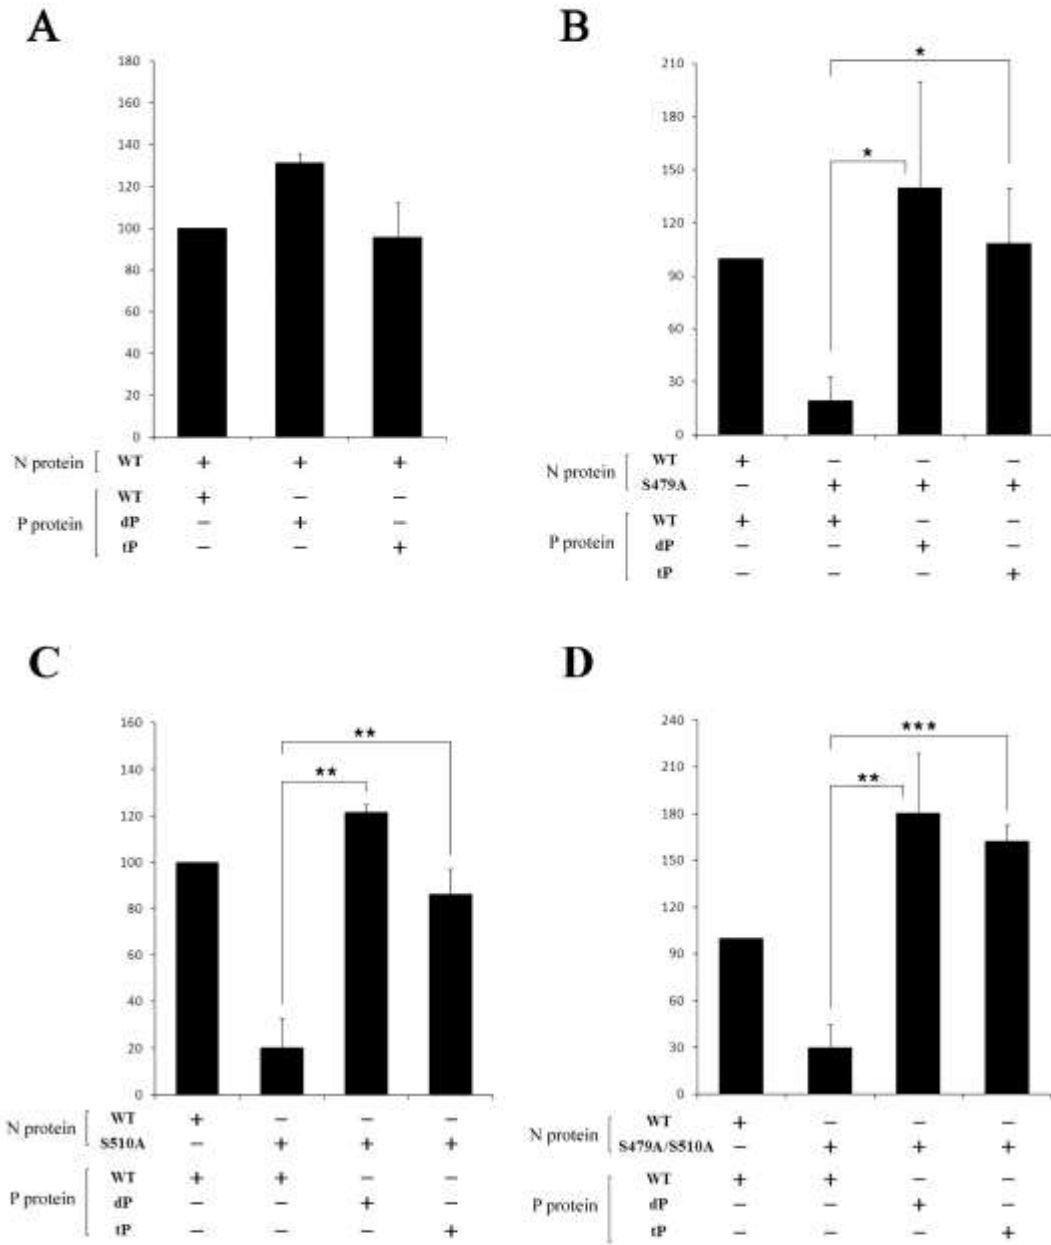 A
180
160
140
120
100
80
60
40
20
0
N protein WT + + +
P protein WT + − −
dP − + −
tP − − +
B
210
180
150
120
90
60
30
0
*
*
N protein WT + − − −
S479A − + + +
P protein WT + + − −
dP − − + −
tP − − − +
C
160
140
120
100
80
60
40
20
0
**
**
N protein WT + − − −
S510A − + + +
P protein WT + + − −
dP − − + −
tP − − − +
D
240
210
180
150
120
90
60
30
0
***
**
N protein WT + − − −
S479A/S510A − + + +
P protein WT + + − −
dP − − + −
tP − − − +